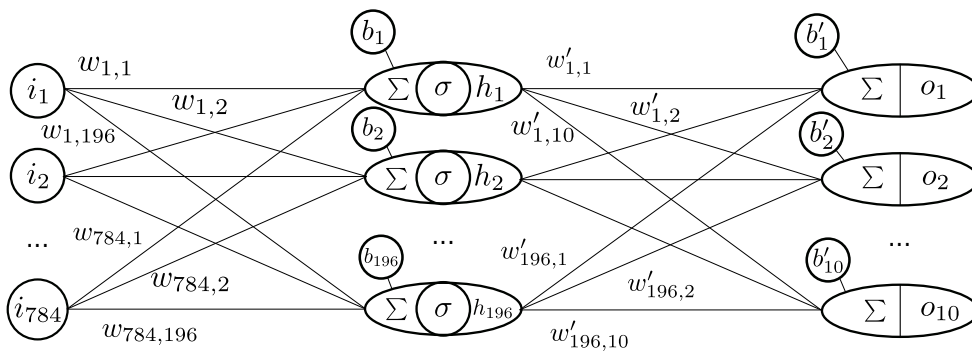 b₁ b′₁
w₁,₁ w′₁,₁
i₁ Σ σ h₁ Σ o₁
w₁,₂ w′₁,₂
w₁,₁₉₆ b₂ w′₁,₁₀ b′₂
i₂ Σ σ h₂ Σ o₂
... w₇₈₄,₁ ... w′₁₉₆,₁ ...
b₁₉₆ b′₁₀
w₇₈₄,₂ w′₁₉₆,₂
i₇₈₄ Σ σ h₁₉₆ Σ o₁₀
w₇₈₄,₁₉₆ w′₁₉₆,₁₀